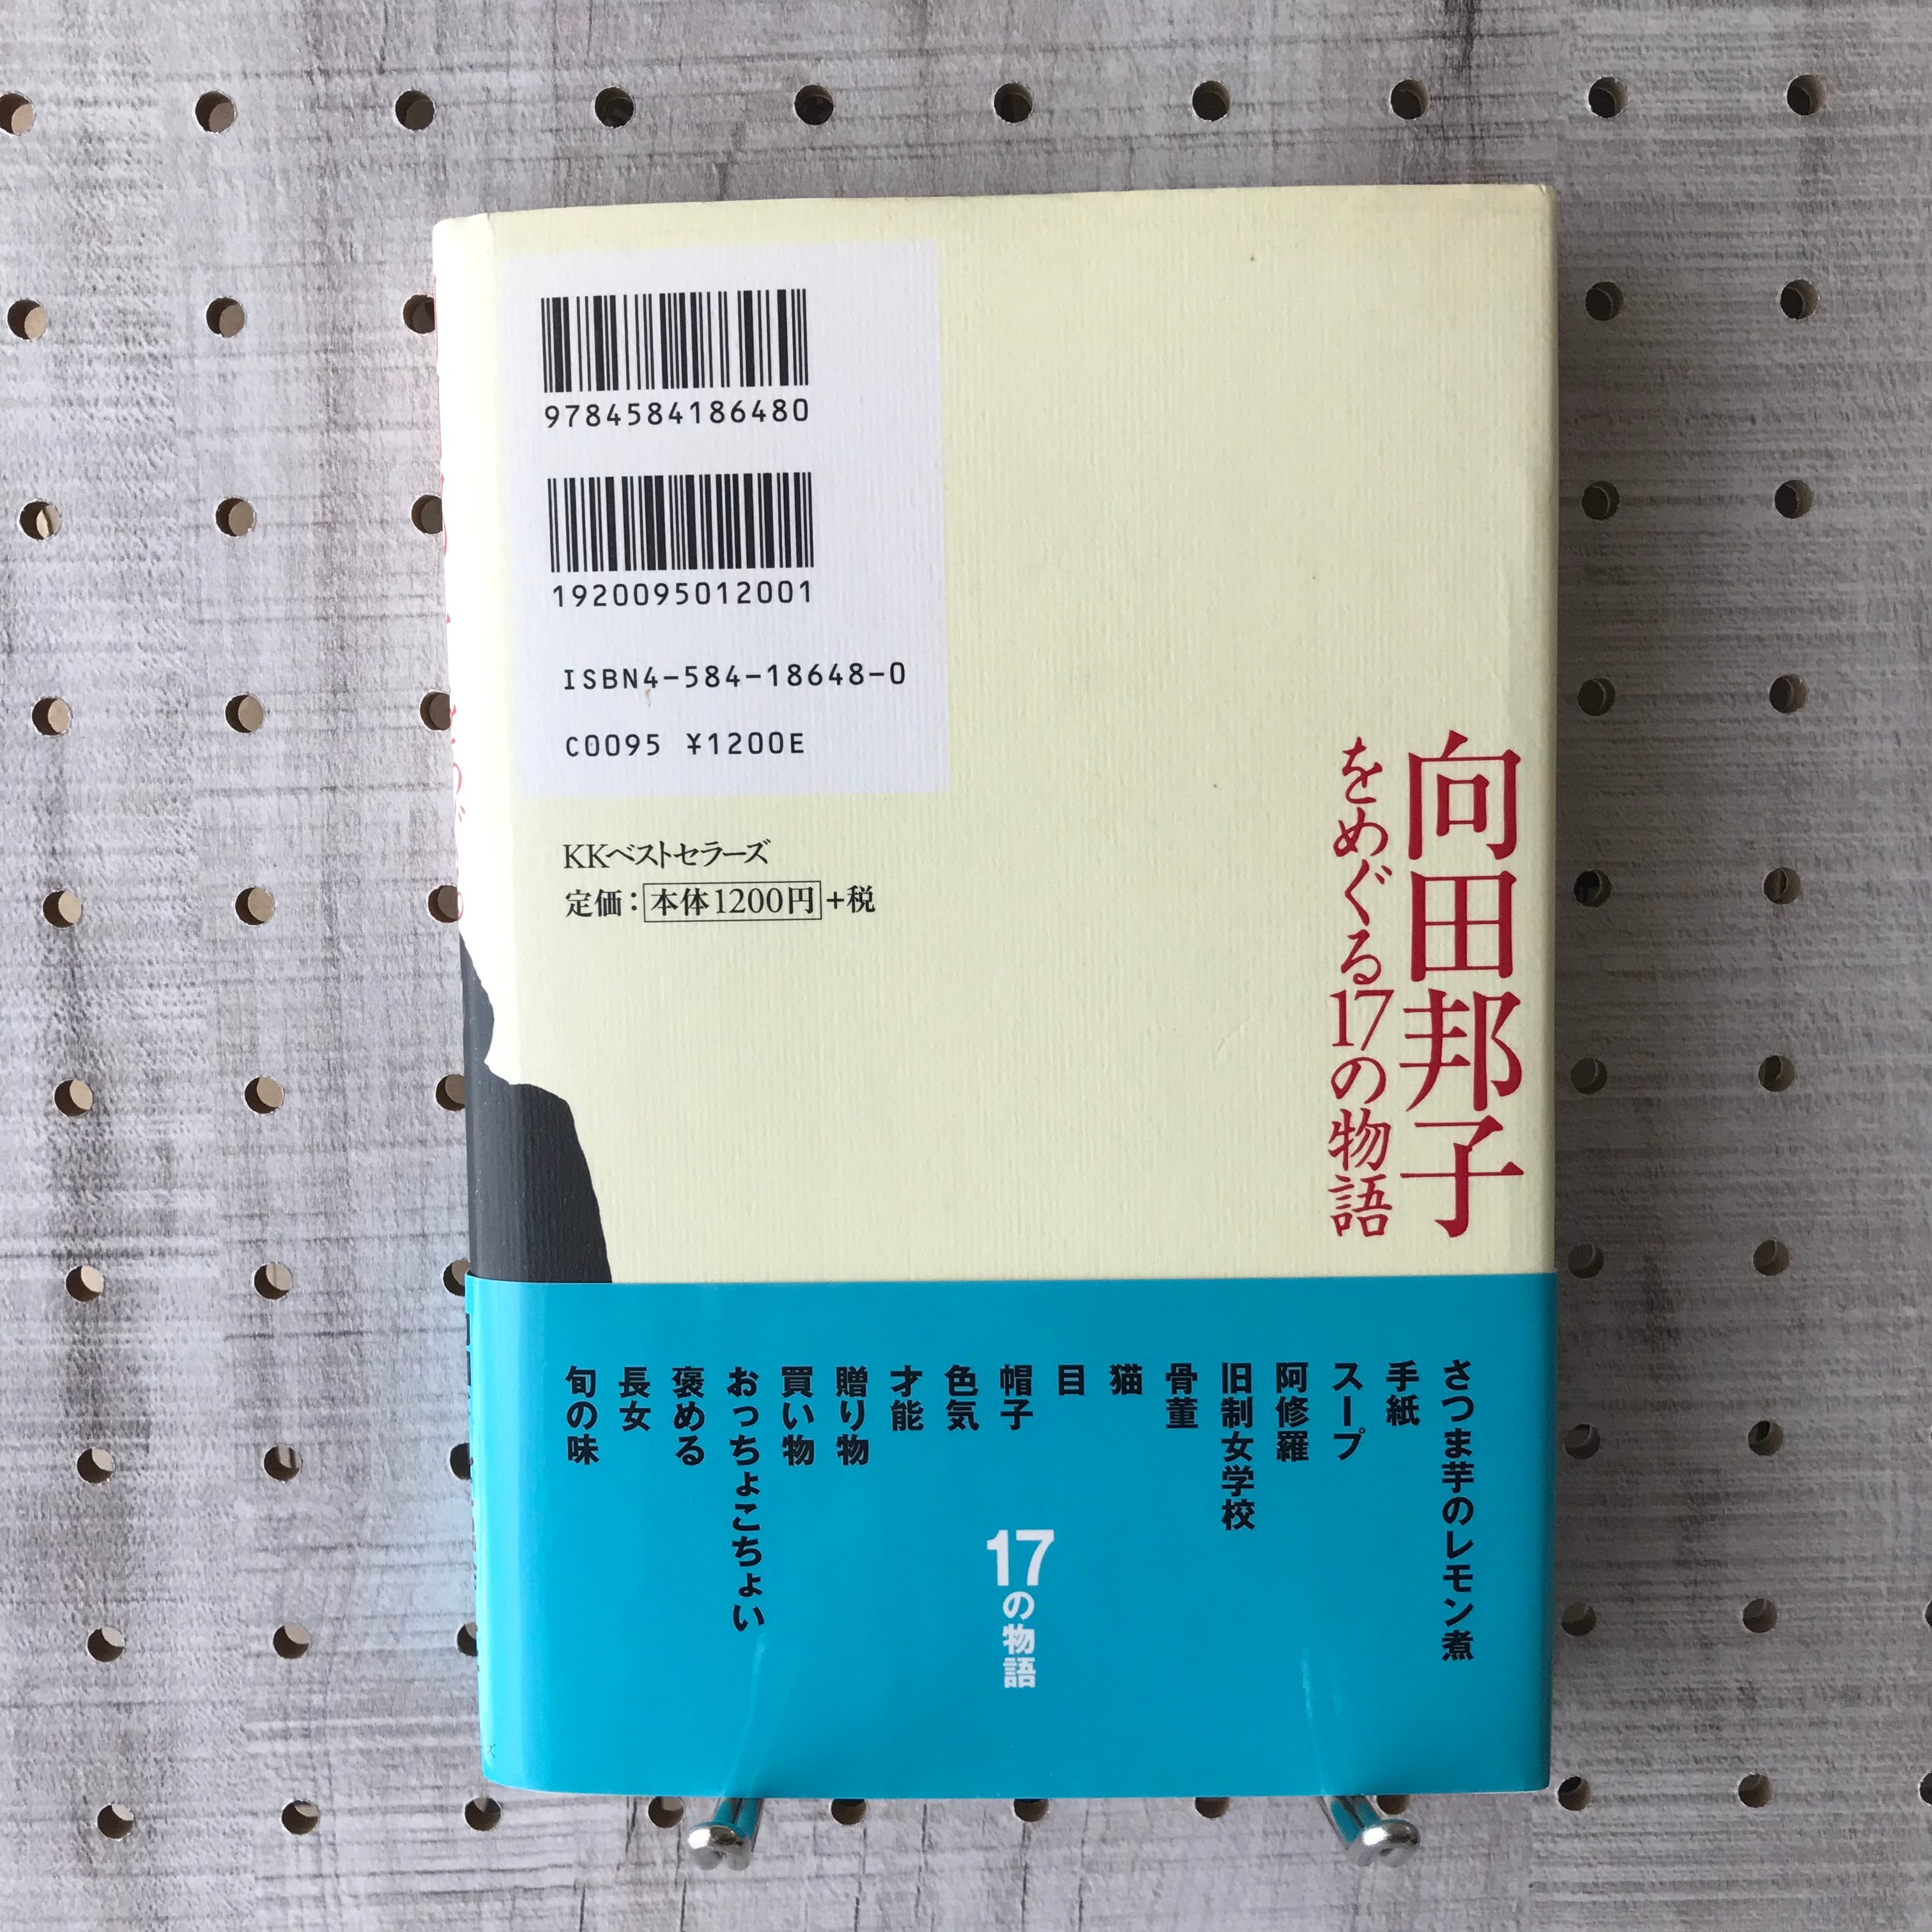 9784584186480
1920095012001
ISBN4-584-18648-0
C0095 ¥1200E
KKベストセラーズ
定価：本体1200円+税
向田邦子
をめぐる17の物語
さつま芋のレモン煮
手紙
スープ
阿修羅
旧制女学校
骨董
猫
目
帽子
色気
才能
贈り物
買い物
おっちょこちょい
褒める
長女
旬の味
17の物語